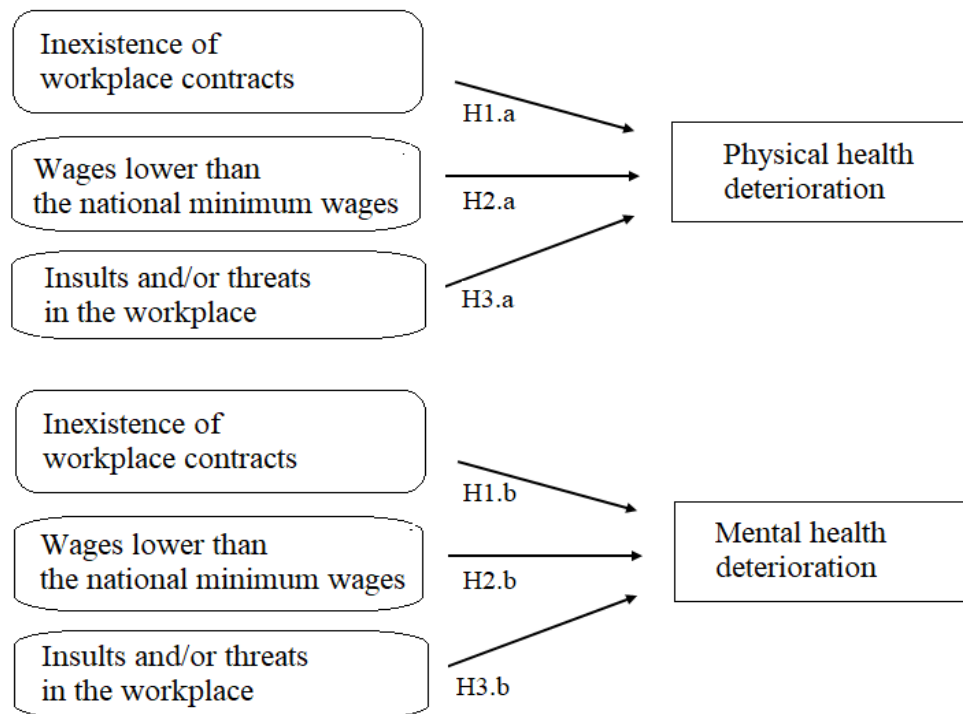 Inexistence of
workplace contracts
H1.a
Wages lower than
the national minimum wages
H2.a
Insults and/or threats
in the workplace
H3.a
Physical health
deterioration
Inexistence of
workplace contracts
H1.b
Wages lower than
the national minimum wages
H2.b
Insults and/or threats
in the workplace
H3.b
Mental health
deterioration